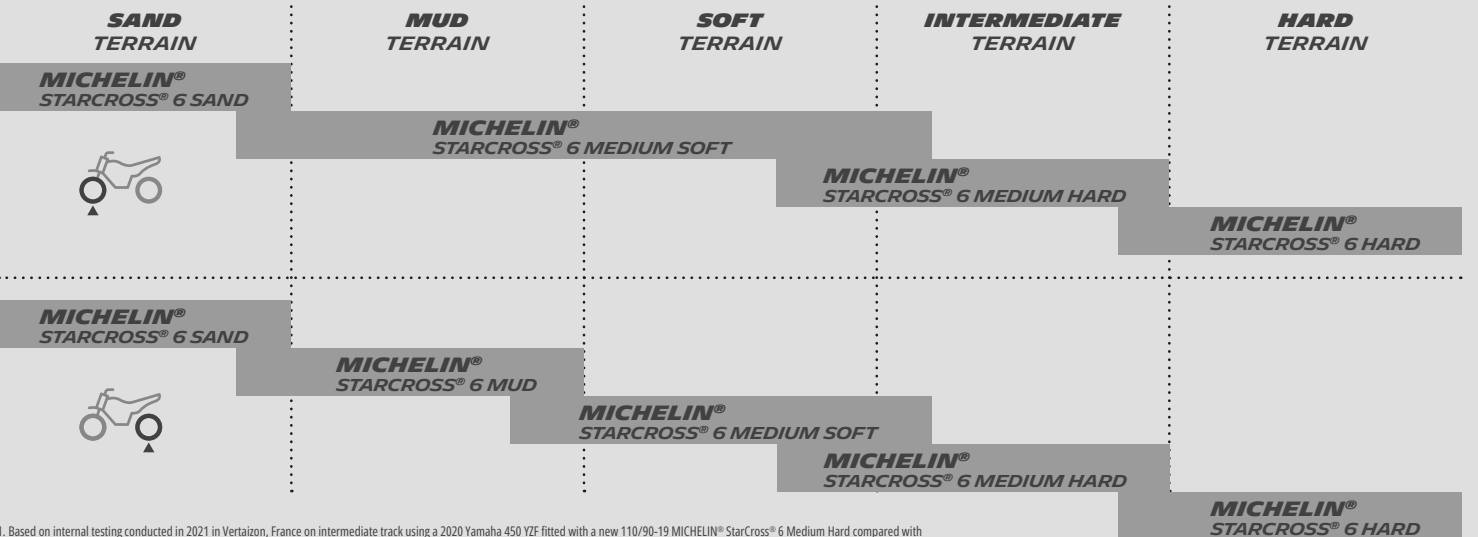 SAND
TERRAIN
MUD
TERRAIN
SOFT
TERRAIN
INTERMEDIATE
TERRAIN
HARD
TERRAIN
MICHELIN®
STARCROSS® 6 SAND
MICHELIN®
STARCROSS® 6 MEDIUM SOFT
MICHELIN®
STARCROSS® 6 MEDIUM HARD
MICHELIN®
STARCROSS® 6 HARD
MICHELIN®
STARCROSS® 6 SAND
MICHELIN®
STARCROSS® 6 MUD
MICHELIN®
STARCROSS® 6 MEDIUM SOFT
MICHELIN®
STARCROSS® 6 MEDIUM HARD
MICHELIN®
STARCROSS® 6 HARD
1. Based on internal testing conducted in 2021 in Vertaizon, France on intermediate track using a 2020 Yamaha 450 YZF fitted with a new 110/90-19 MICHELIN® StarCross® 6 Medium Hard compared with